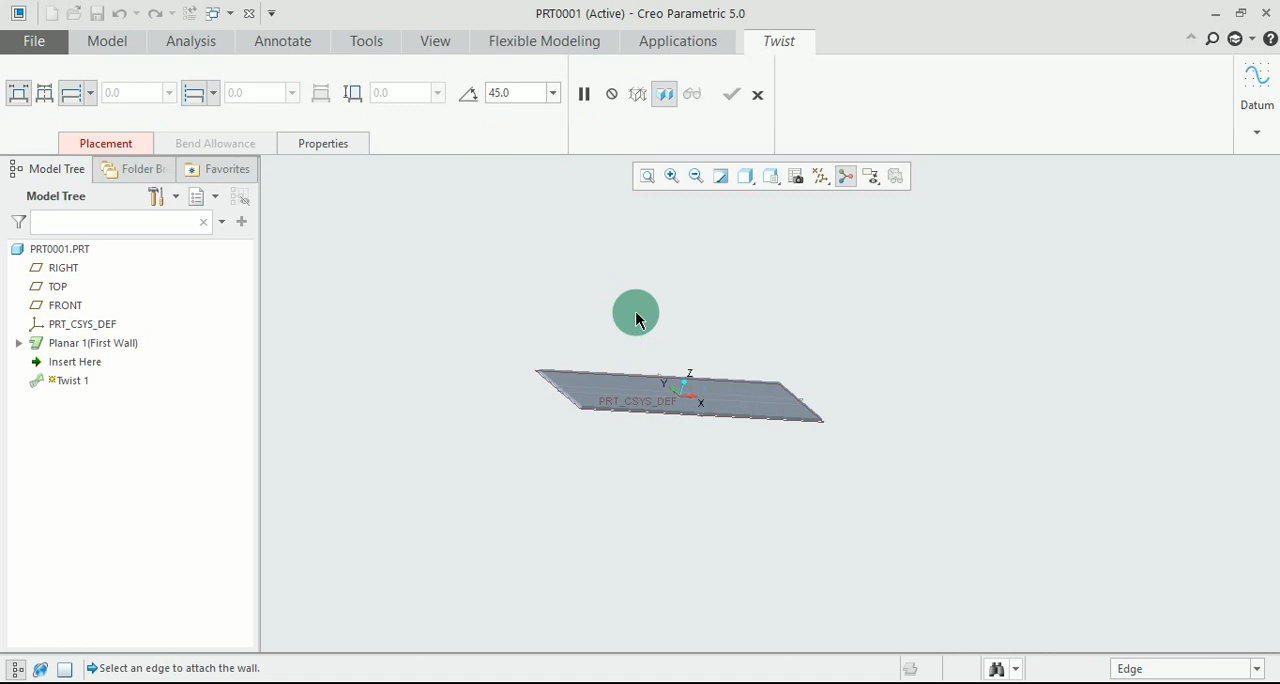 PRT0001 (Active) - Creo Parametric 5.0
File Model Analysis Annotate Tools View Flexible Modeling Applications Twist
0.0 0.0 0.0 45.0
Datum
Placement Bend Allowance Properties
Model Tree Folder Br Favorites
Model Tree
PRT0001.PRT
RIGHT
TOP
FRONT
PRT_CSYS_DEF
Planar 1(First Wall)
Insert Here
Twist 1
Z
Y
PRT_CSYS_DEF X
Select an edge to attach the wall. Edge